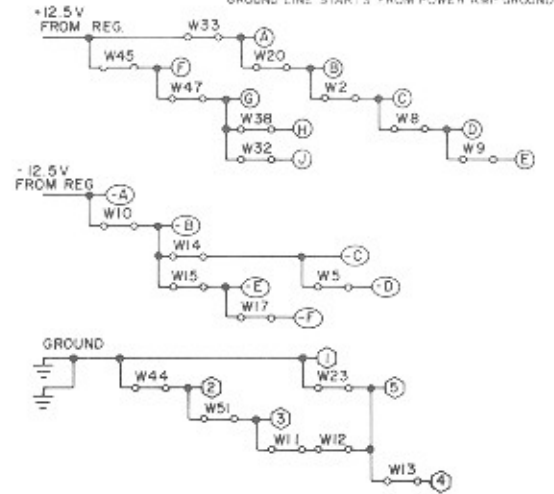 GROUND LINE STARTS FROM POWER AMP GROUND
+12.5V
FROM REG.
W33 A
W45 F W20 B
W47 G W2 C
W38 H W8 D
W32 J W9 E
-12.5V
FROM REG
-A
W10 -B
W14 -C
W15 -E W5 -D
W17 -F
GROUND
1
W44 2 W23 5
W51 3
W11 W12
W13 4